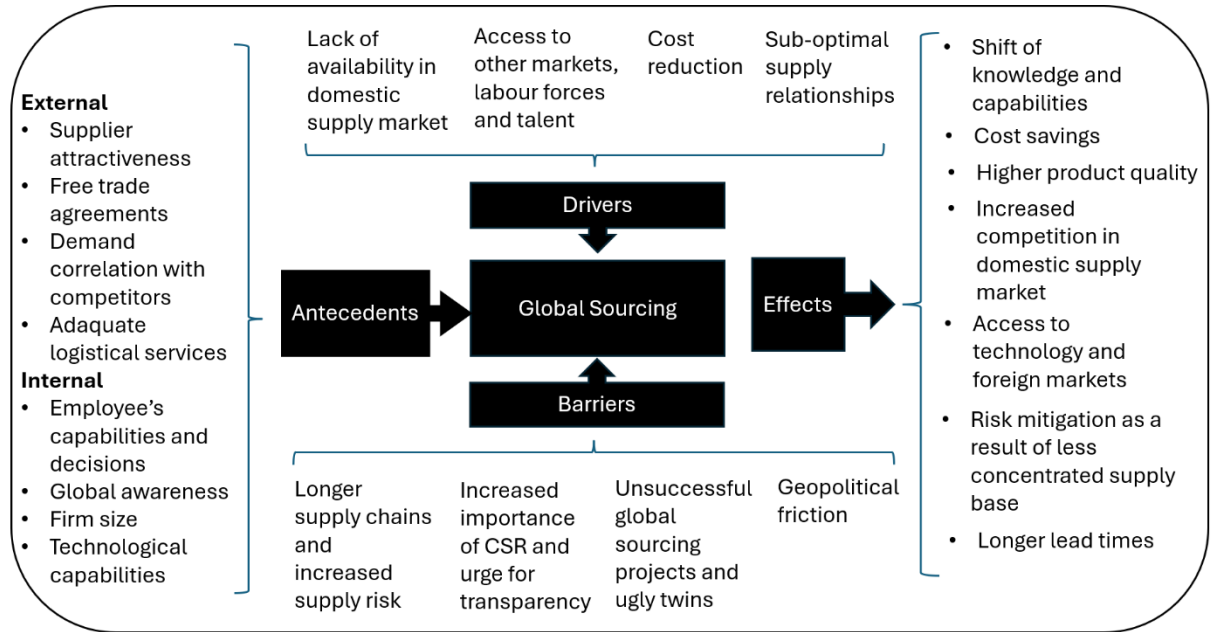 External
• Supplier
attractiveness
• Free trade
agreements
• Demand
correlation with
competitors
• Adaquate
logistical services
Internal
• Employee’s
capabilities and
decisions
• Global awareness
• Firm size
• Technological
capabilities
Lack of
availability in
domestic
supply market
Access to
other markets,
labour forces
and talent
Cost
reduction
Sub-optimal
supply
relationships
Drivers
Antecedents
Global Sourcing
Effects
Barriers
Longer
supply chains
and
increased
supply risk
Increased
importance
of CSR and
urge for
transparency
Unsuccessful
global
sourcing
projects and
ugly twins
Geopolitical
friction
• Shift of
knowledge and
capabilities
• Cost savings
• Higher product quality
• Increased
competition in
domestic supply
market
• Access to
technology and
foreign markets
• Risk mitigation as a
result of less
concentrated supply
base
• Longer lead times